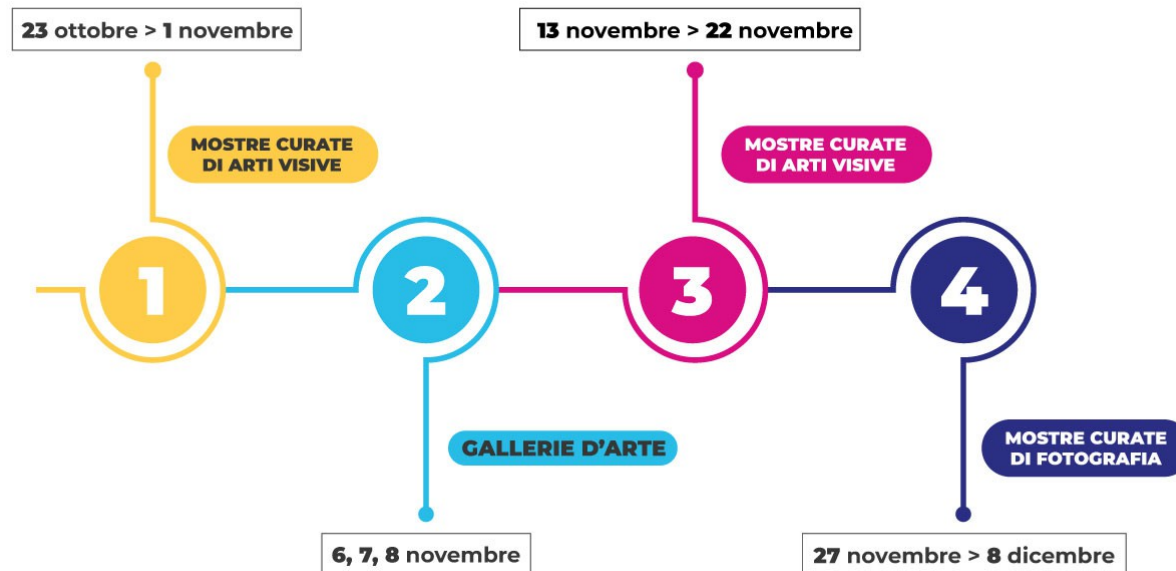 23 ottobre > 1 novembre
MOSTRE CURATE
DI ARTI VISIVE
1
2
GALLERIE D’ARTE
6, 7, 8 novembre
13 novembre > 22 novembre
MOSTRE CURATE
DI ARTI VISIVE
3
4
MOSTRE CURATE
DI FOTOGRAFIA
27 novembre > 8 dicembre